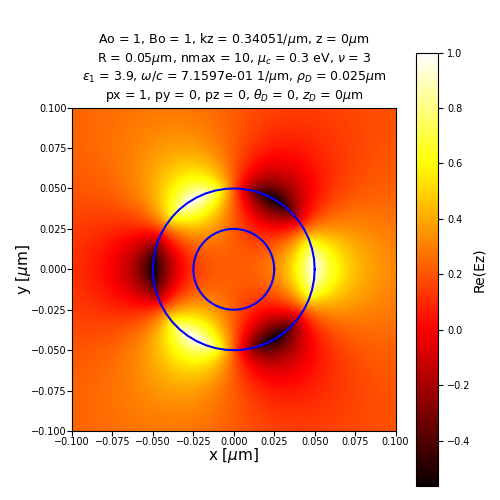 Ao = 1, Bo = 1, kz = 0.34051/μm, z = 0μm
R = 0.05μm, nmax = 10, μc = 0.3 eV, ν = 3
ε1 = 3.9, ω/c = 7.1597e-01 1/μm, ρD = 0.025μm
px = 1, py = 0, pz = 0, θD = 0, zD = 0μm
1.0
0.100
0.075
0.8
0.050
0.6
0.025
0.4
y [μm]
0.000
0.2
Re(Ez)
−0.025
0.0
−0.050
−0.2
−0.075
−0.4
−0.100
−0.100 −0.075 −0.050 −0.025 0.000 0.025 0.050 0.075 0.100
x [μm]